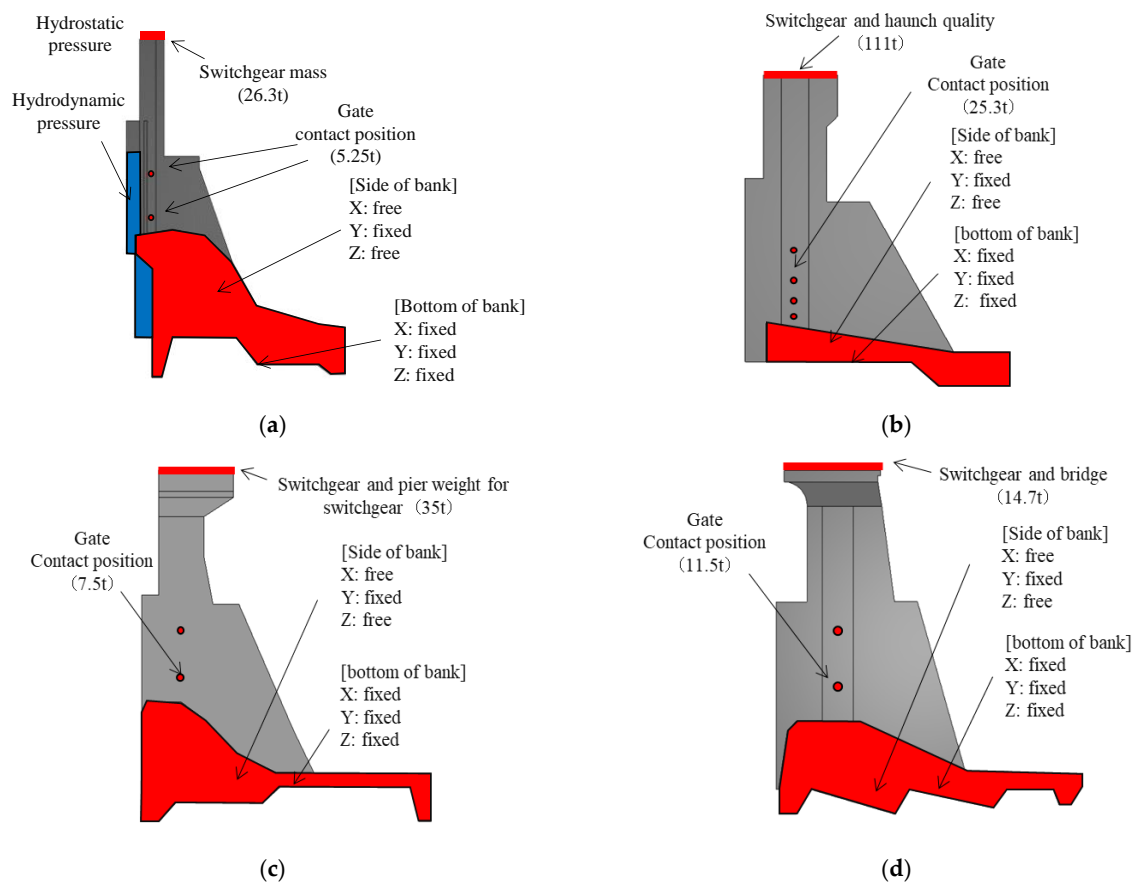 Hydrostatic
pressure
Switchgear mass
(26.3t)
Hydrodynamic
pressure
Gate
contact position
(5.25t)
[Side of bank]
X: free
Y: fixed
Z: free
[Bottom of bank]
X: fixed
Y: fixed
Z: fixed
(a)
Switchgear and haunch quality
(111t)
Gate
Contact position
(25.3t)
[Side of bank]
X: free
Y: fixed
Z: free
[bottom of bank]
X: fixed
Y: fixed
Z: fixed
(b)
Switchgear and pier weight for
switchgear (35t)
Gate
Contact position
(7.5t)
[Side of bank]
X: free
Y: fixed
Z: free
[bottom of bank]
X: fixed
Y: fixed
Z: fixed
(c)
Switchgear and bridge
(14.7t)
Gate
Contact position
(11.5t)
[Side of bank]
X: free
Y: fixed
Z: free
[bottom of bank]
X: fixed
Y: fixed
Z: fixed
(d)